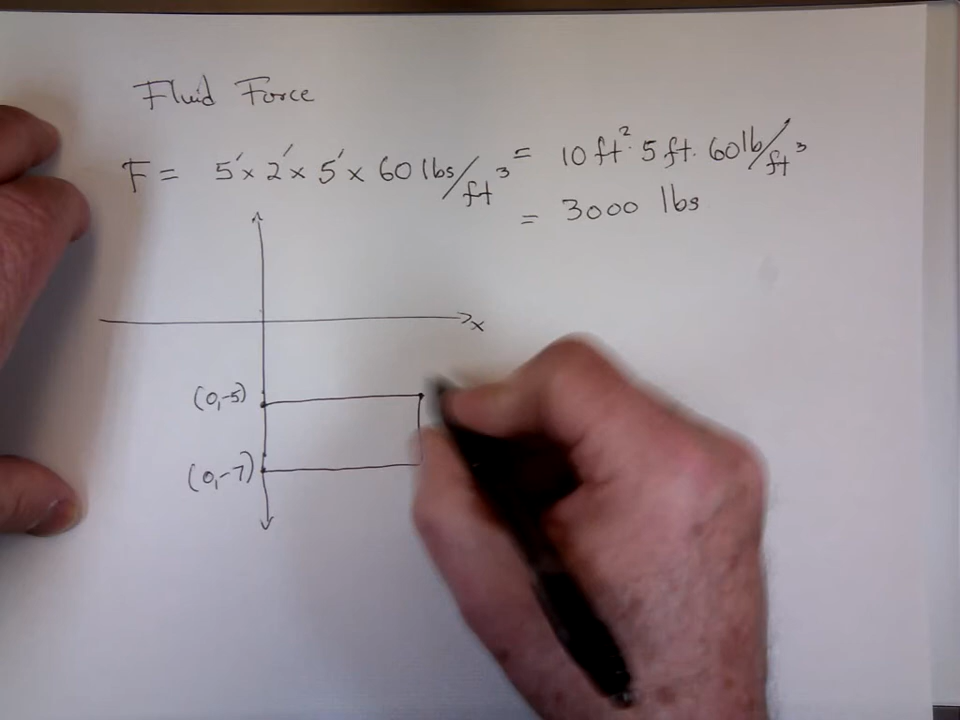 Fluid Force
F = 5' x 2' x 5' x 60 lbs/ft³ = 10 ft² · 5 ft · 60 lb/ft³
= 3000 lbs
x
(0,-5)
(0,-7)